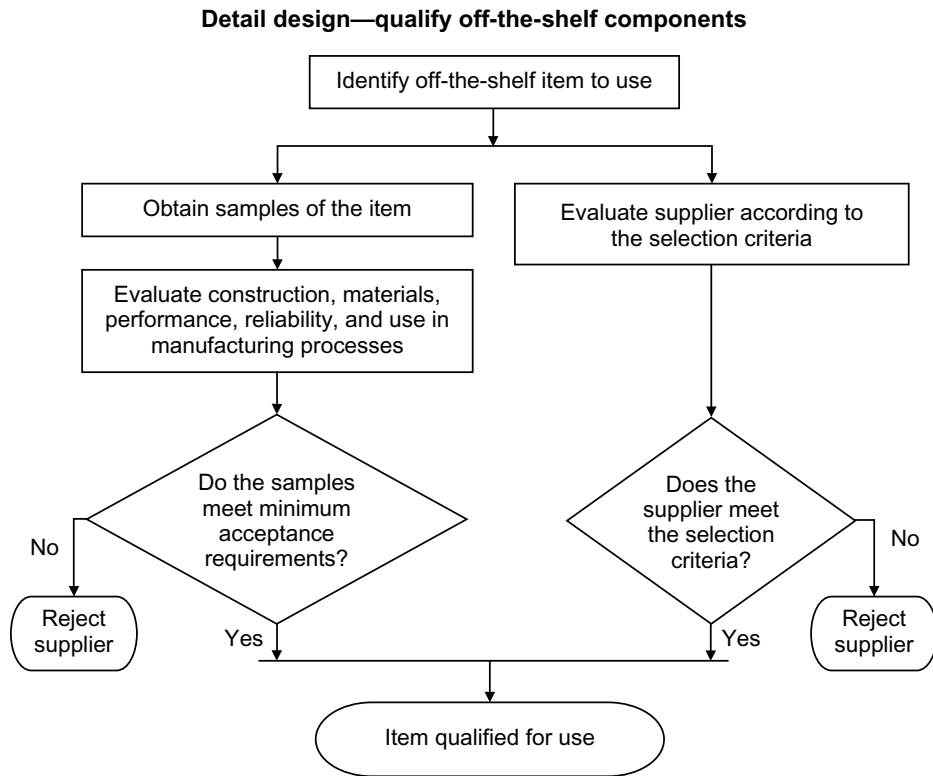 Detail design—qualify off-the-shelf components
Identify off-the-shelf item to use
Obtain samples of the item
Evaluate supplier according to
the selection criteria
Evaluate construction, materials,
performance, reliability, and use in
manufacturing processes
Do the samples
meet minimum
acceptance
requirements?
Does the
supplier meet
the selection
criteria?
No
No
Reject
supplier
Reject
supplier
Yes
Yes
Item qualified for use